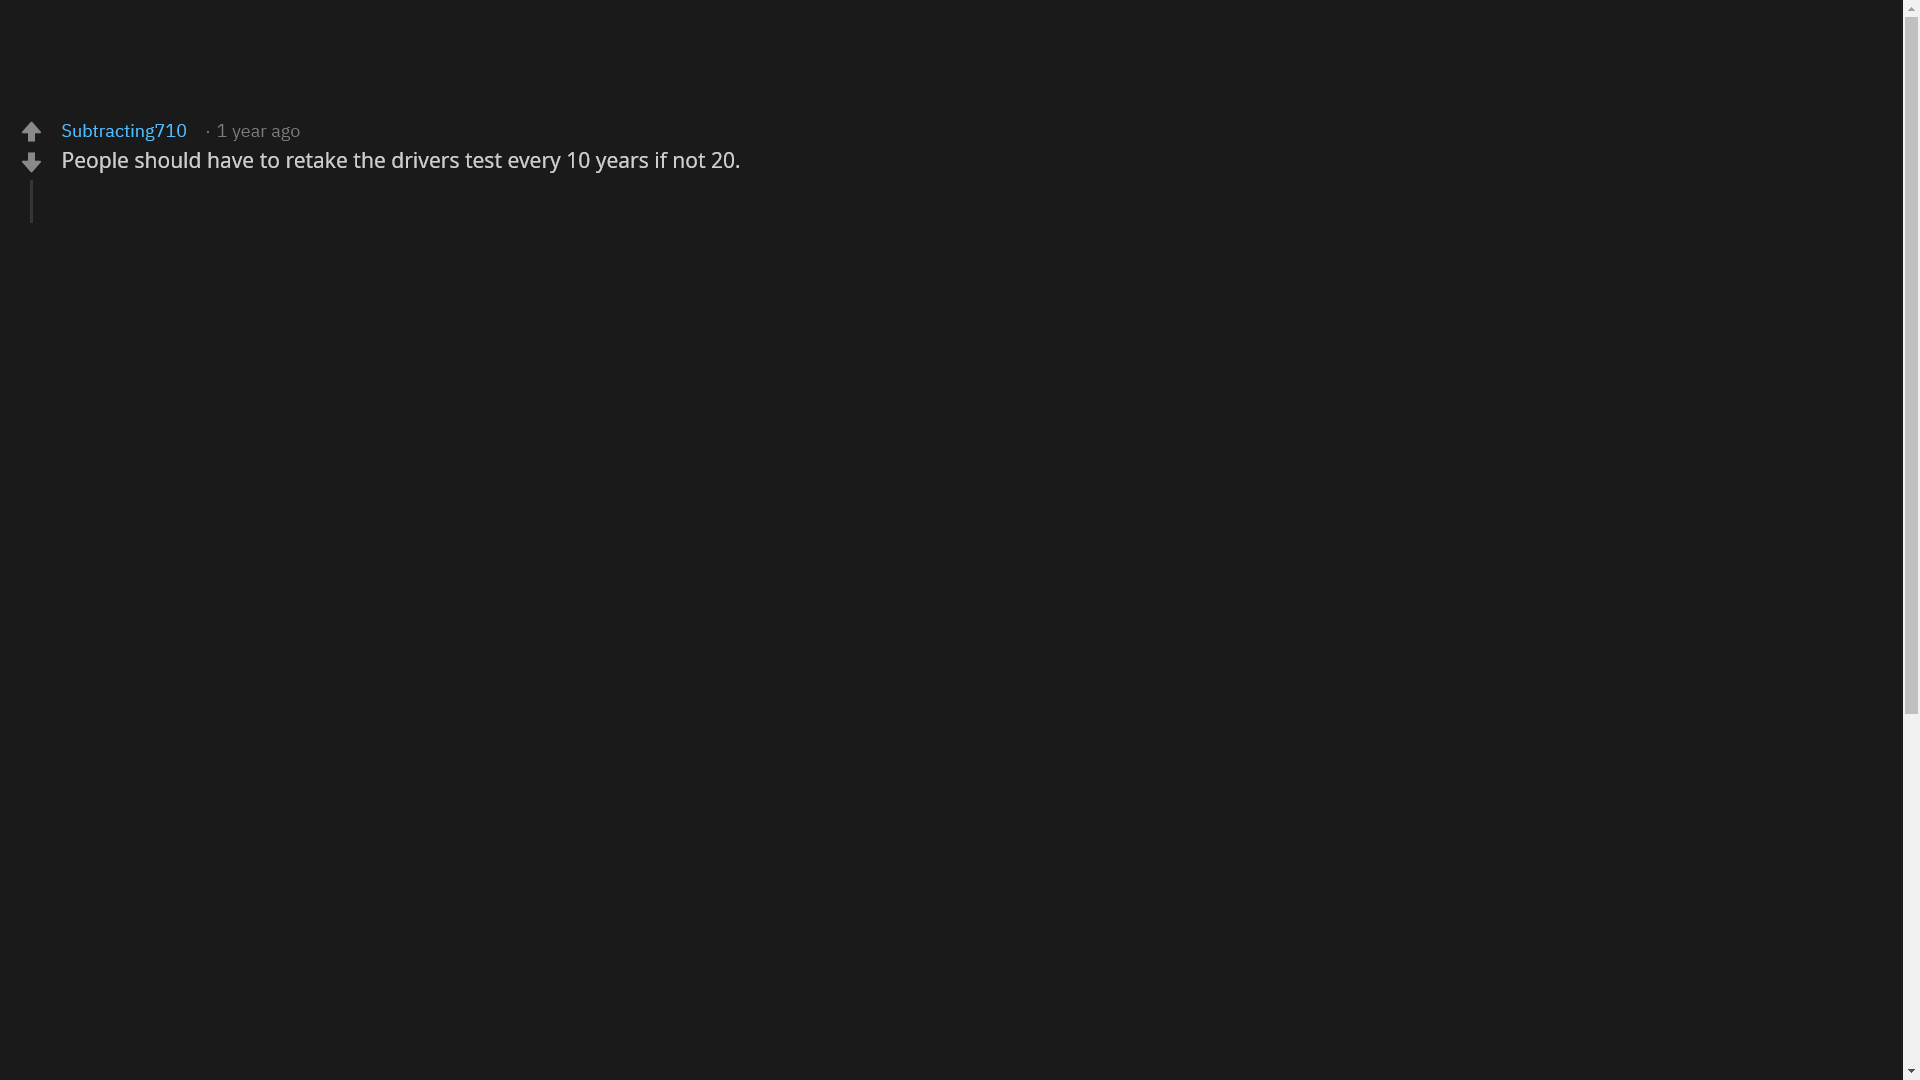 Subtracting710 · 1 year ago
People should have to retake the drivers test every 10 years if not 20.